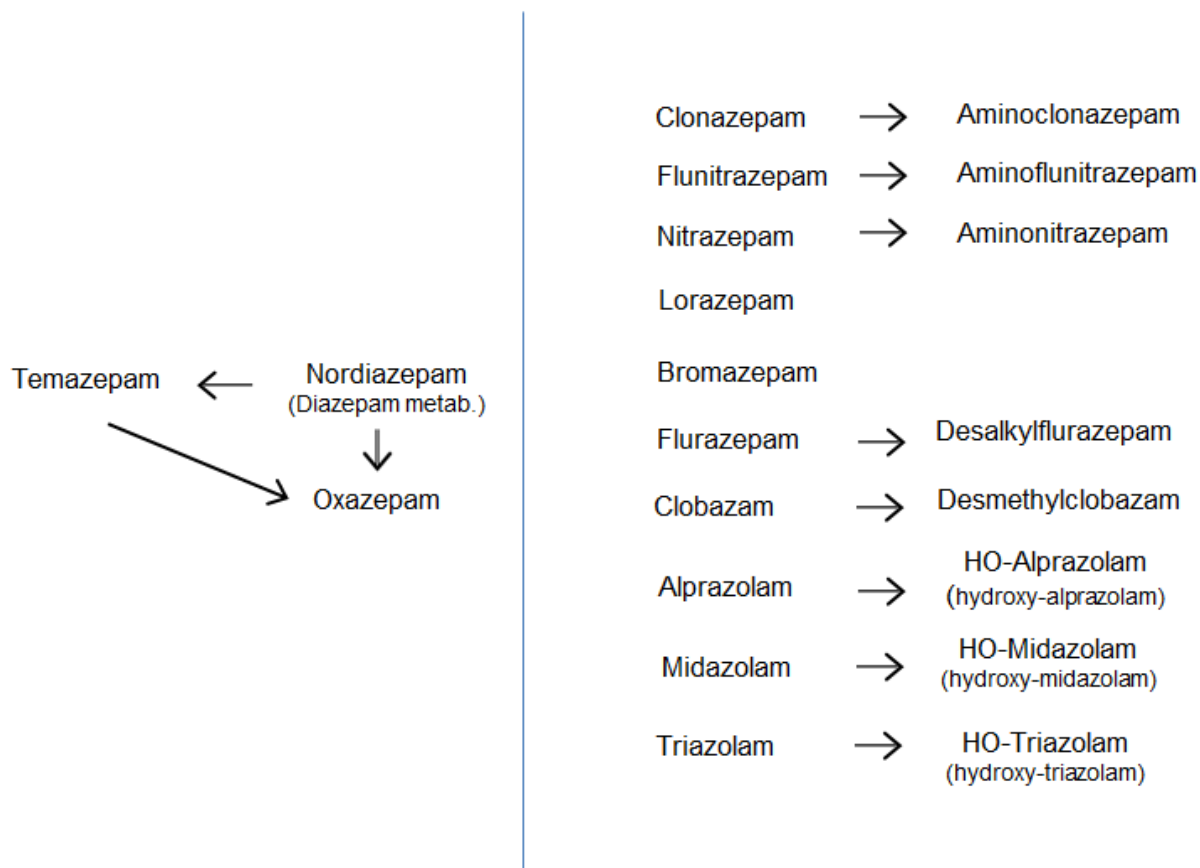 Temazepam
Nordiazepam
(Diazepam metab.)
Oxazepam
Clonazepam Aminoclonazepam
Flunitrazepam Aminoflunitrazepam
Nitrazepam Aminonitrazepam
Lorazepam
Bromazepam
Flurazepam Desalkylflurazepam
Clobazam Desmethylclobazam
Alprazolam HO-Alprazolam
(hydroxy-alprazolam)
Midazolam HO-Midazolam
(hydroxy-midazolam)
Triazolam HO-Triazolam
(hydroxy-triazolam)